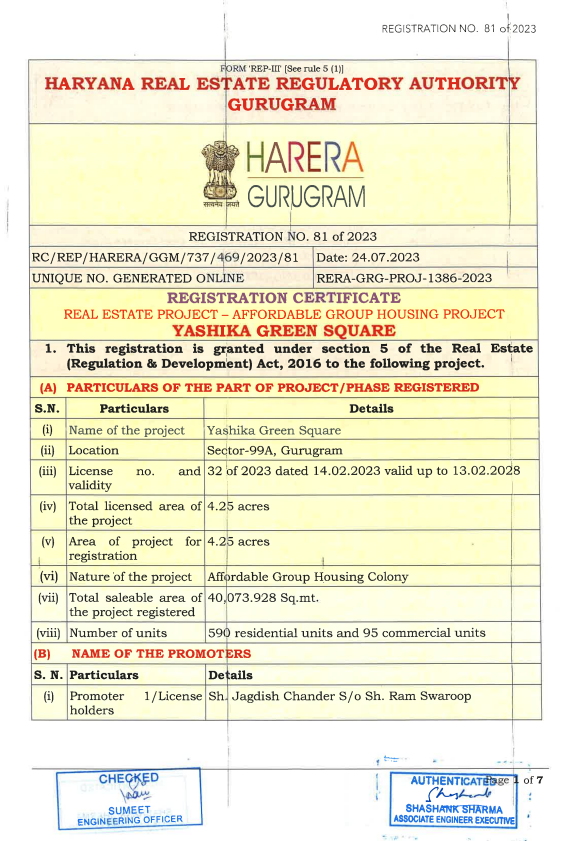 REGISTRATION NO. 81 of 2023
FORM 'REP-III' [See rule 5 (1)]
HARYANA REAL ESTATE REGULATORY AUTHORITY
GURUGRAM
सत्यमेव जयते
HARERA
GURUGRAM
REGISTRATION NO. 81 of 2023
RC/REP/HARERA/GGM/737/469/2023/81 Date: 24.07.2023
UNIQUE NO. GENERATED ONLINE RERA-GRG-PROJ-1386-2023
REGISTRATION CERTIFICATE
REAL ESTATE PROJECT – AFFORDABLE GROUP HOUSING PROJECT
YASHIKA GREEN SQUARE
1. This registration is granted under section 5 of the Real Estate
(Regulation & Development) Act, 2016 to the following project.
(A) PARTICULARS OF THE PART OF PROJECT/PHASE REGISTERED
S.N. Particulars Details
(i) Name of the project Yashika Green Square
(ii) Location Sector-99A, Gurugram
(iii) License no. and 32 of 2023 dated 14.02.2023 valid up to 13.02.2028
validity
(iv) Total licensed area of 4.25 acres
the project
(v) Area of project for 4.25 acres
registration
(vi) Nature of the project Affordable Group Housing Colony
(vii) Total saleable area of 40,073.928 Sq.mt.
the project registered
(viii) Number of units 590 residential units and 95 commercial units
(B) NAME OF THE PROMOTERS
S. N. Particulars Details
(i) Promoter 1/License Sh. Jagdish Chander S/o Sh. Ram Swaroop
holders
Page 1 of 7
CHECKED
SUMEET
ENGINEERING OFFICER
AUTHENTICATED
SHASHANK SHARMA
ASSOCIATE ENGINEER EXECUTIVE